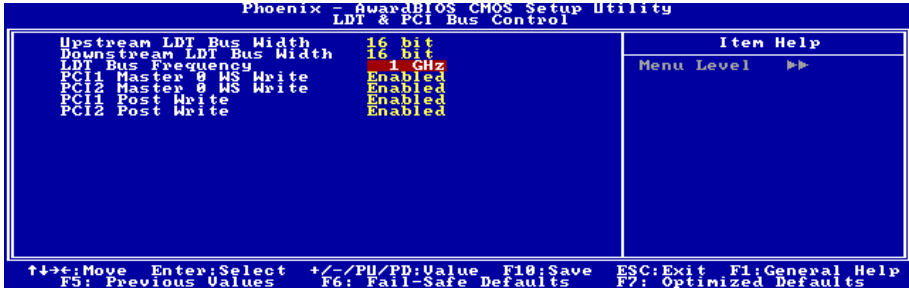 Phoenix - AwardBIOS CMOS Setup Utility
LDT & PCI Bus Control
Upstream LDT Bus Width 16 bit
Downstream LDT Bus Width 16 bit
LDT Bus Frequency 1 GHz
PCI1 Master 0 WS Write Enabled
PCI2 Master 0 WS Write Enabled
PCI1 Post Write Enabled
PCI2 Post Write Enabled
Item Help
Menu Level ▶▶
↑↓→←:Move Enter:Select +/-/PU/PD:Value F10:Save ESC:Exit F1:General Help
F5: Previous Values F6: Fail-Safe Defaults F7: Optimized Defaults